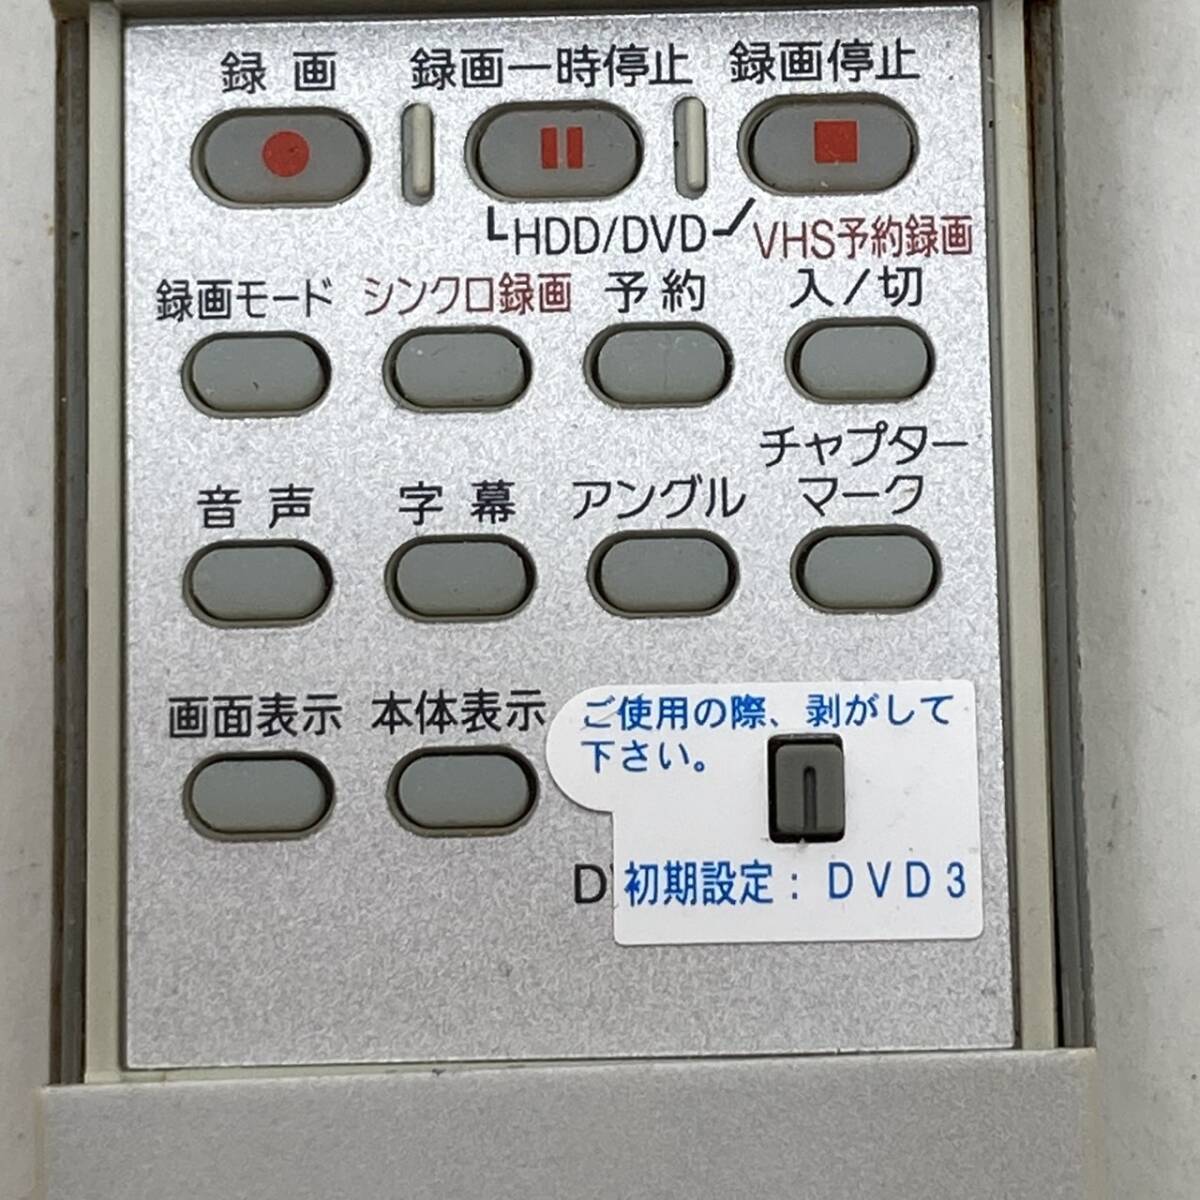 録画 録画一時停止 録画停止
HDD/DVD VHS予約録画
録画モード シンクロ録画 予約 入/切
チャプター
音声 字幕 アングル マーク
画面表示 本体表示
ご使用の際、剥がして
下さい。
初期設定：DVD3